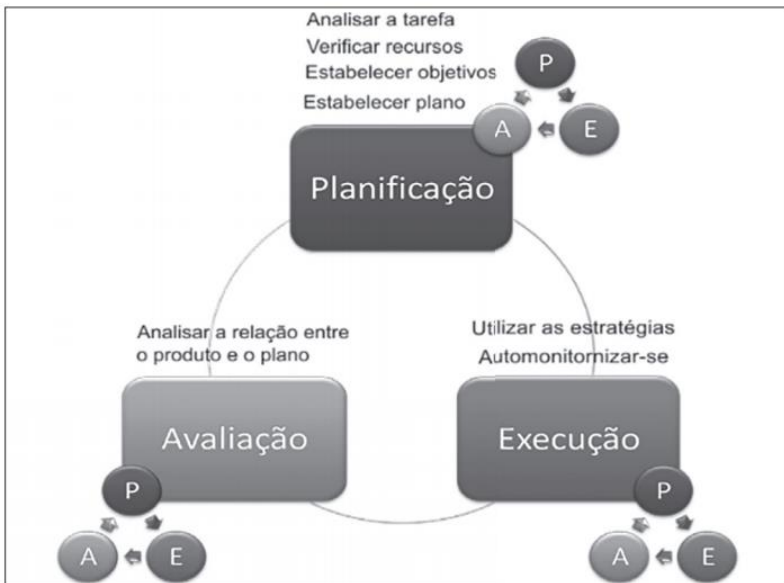 Analisar a tarefa
Verificar recursos
Estabelecer objetivos
Estabelecer plano
P
A
E
Planificação
Analisar a relação entre
o produto e o plano
Utilizar as estratégias
Automonitornizar-se
Avaliação
Execução
P
A
E
P
A
E